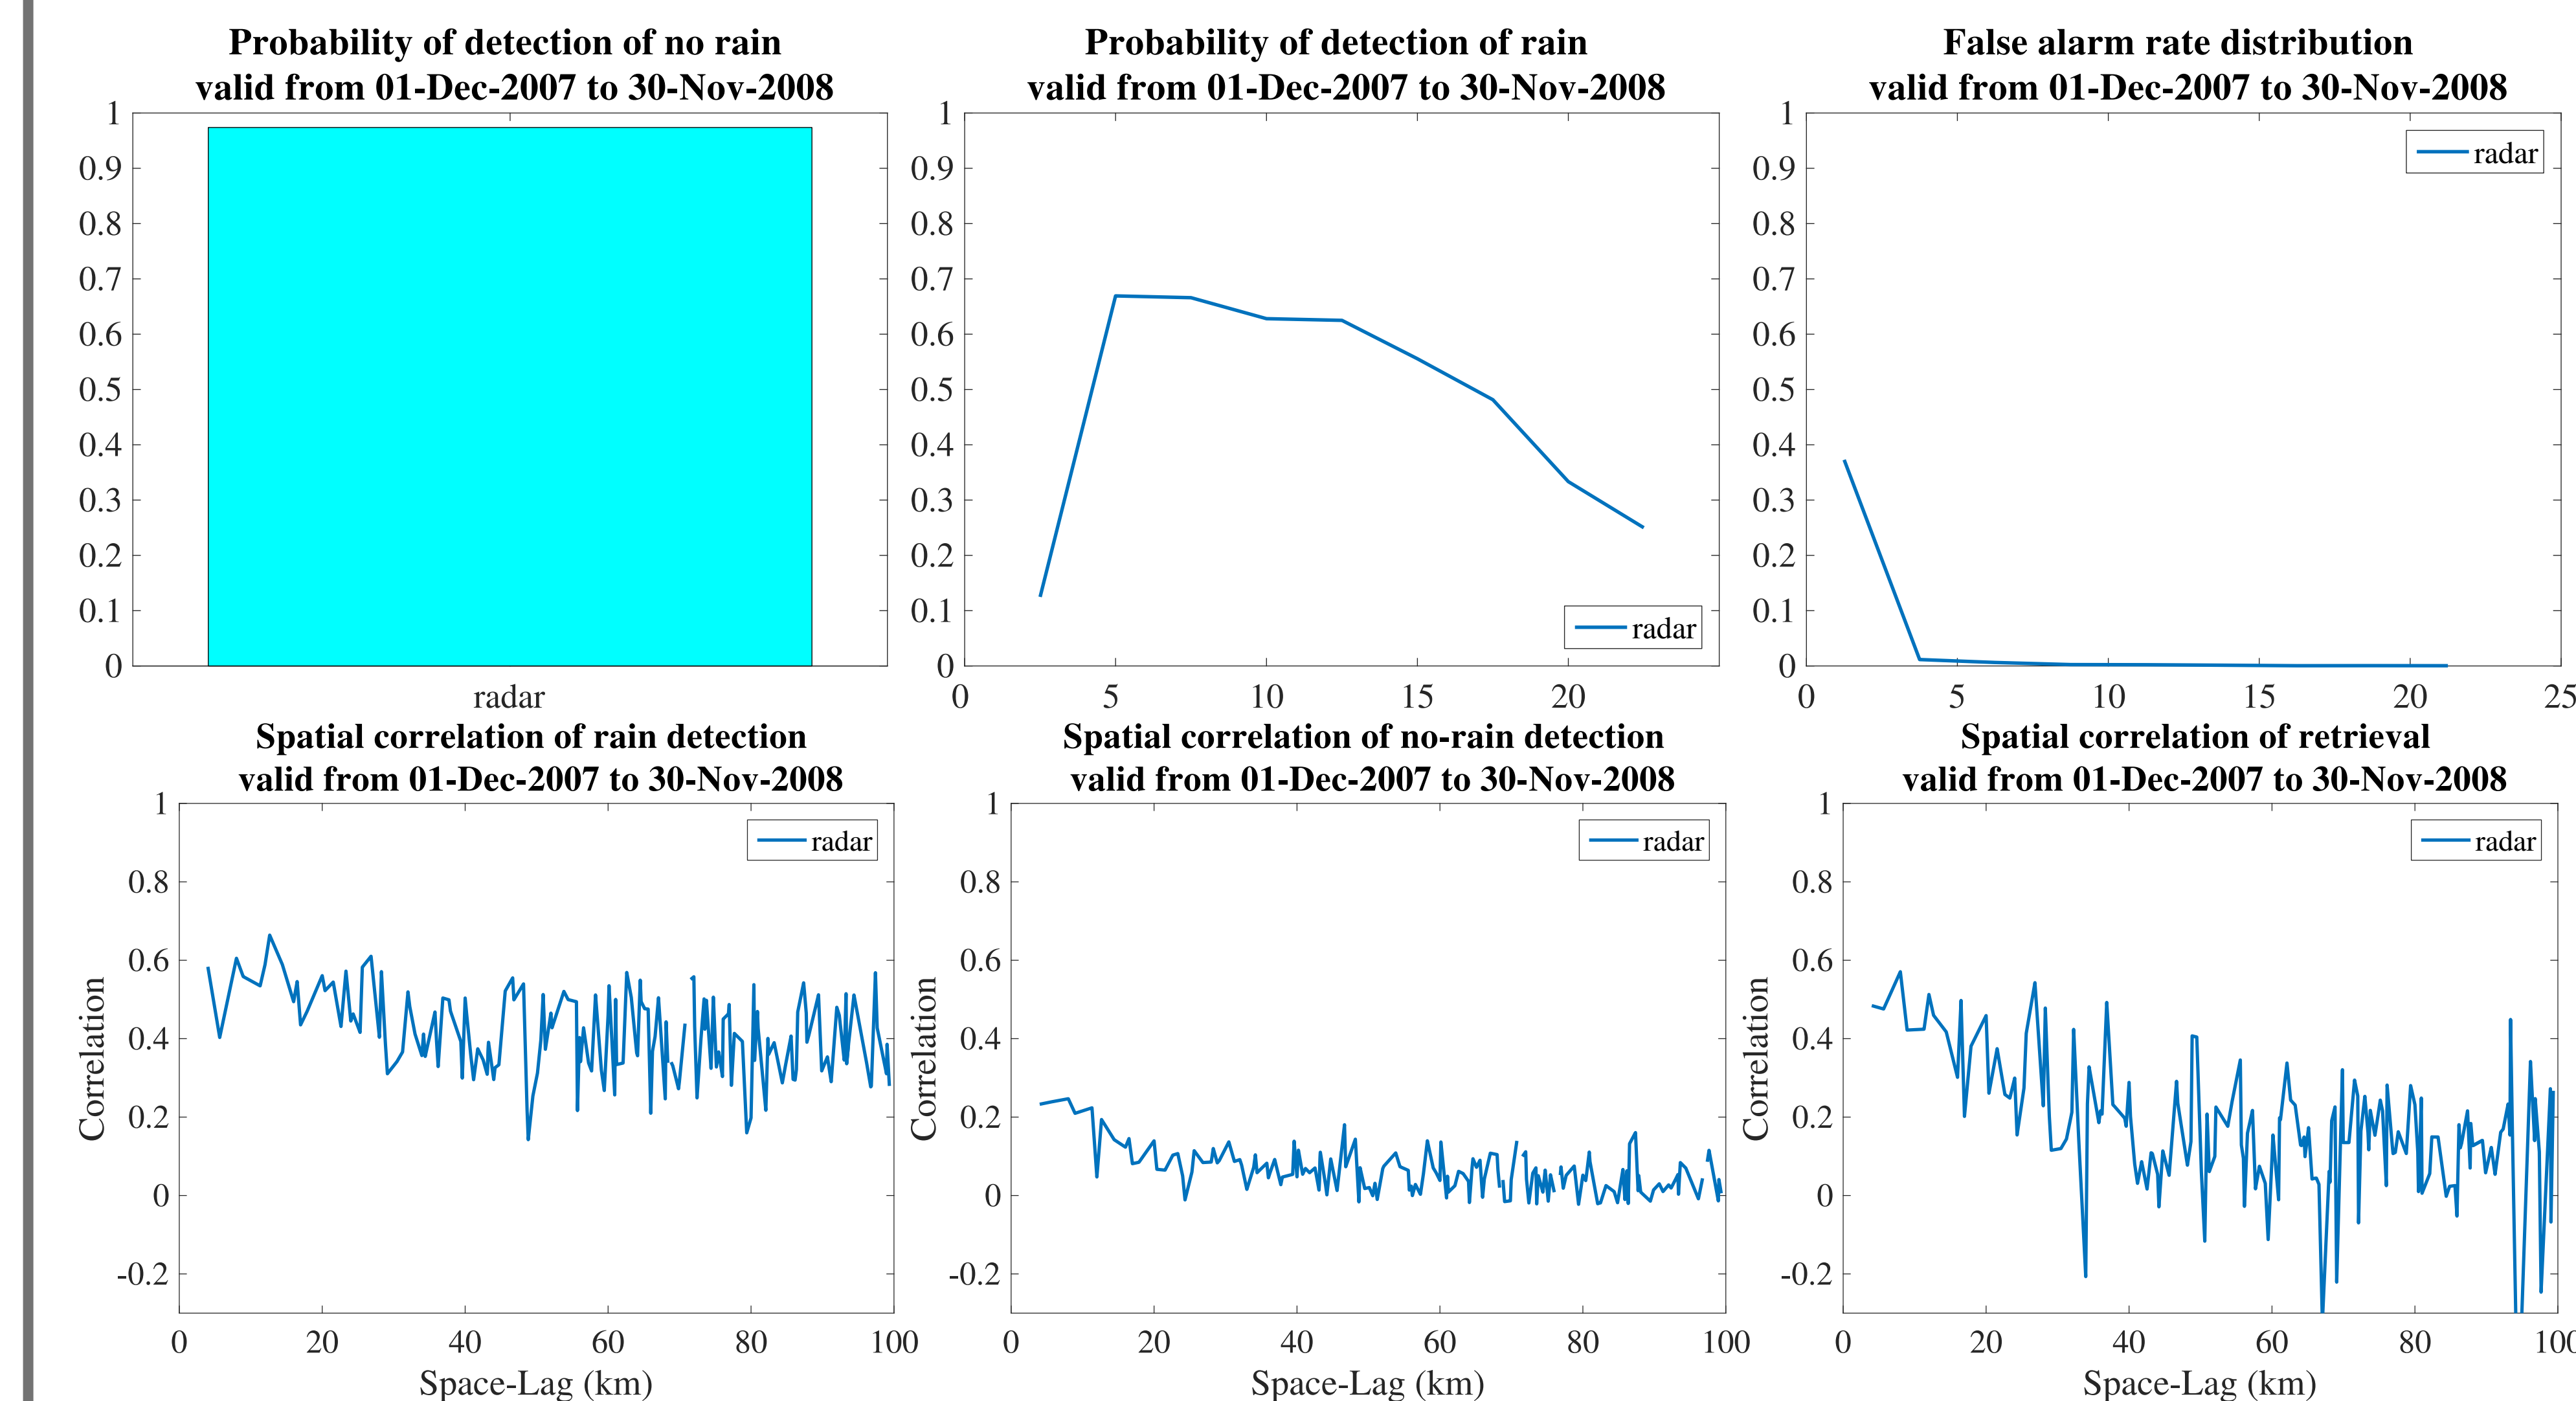 Probability of detection of no rain
valid from 01-Dec-2007 to 30-Nov-2008
1
0.9
0.8
0.7
0.6
0.5
0.4
0.3
0.2
0.1
0
radar
Probability of detection of rain
valid from 01-Dec-2007 to 30-Nov-2008
1
0.9
0.8
0.7
0.6
0.5
0.4
0.3
0.2
0.1
0
radar
0 5 10 15 20
False alarm rate distribution
valid from 01-Dec-2007 to 30-Nov-2008
1
0.9
0.8
0.7
0.6
0.5
0.4
0.3
0.2
0.1
0
radar
0 5 10 15 20 25
Spatial correlation of rain detection
valid from 01-Dec-2007 to 30-Nov-2008
1
0.8
0.6
0.4
0.2
0
-0.2
Correlation
radar
0 20 40 60 80 100
Space-Lag (km)
Spatial correlation of no-rain detection
valid from 01-Dec-2007 to 30-Nov-2008
1
0.8
0.6
0.4
0.2
0
-0.2
Correlation
radar
0 20 40 60 80 100
Space-Lag (km)
Spatial correlation of retrieval
valid from 01-Dec-2007 to 30-Nov-2008
1
0.8
0.6
0.4
0.2
0
-0.2
Correlation
radar
0 20 40 60 80 100
Space-Lag (km)